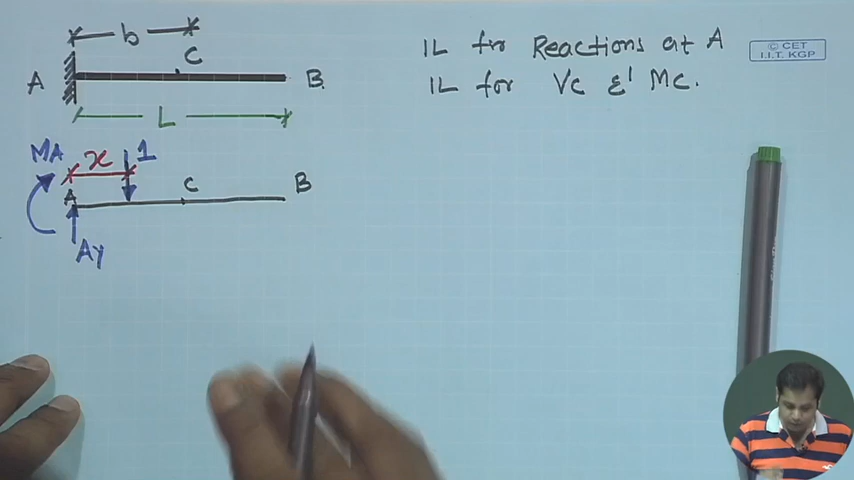 b
C
A
B.
L
IL for Reactions at A
IL for VC & MC.
© CET
I.I.T. KGP
MA
x
1
A
C
B
Ay